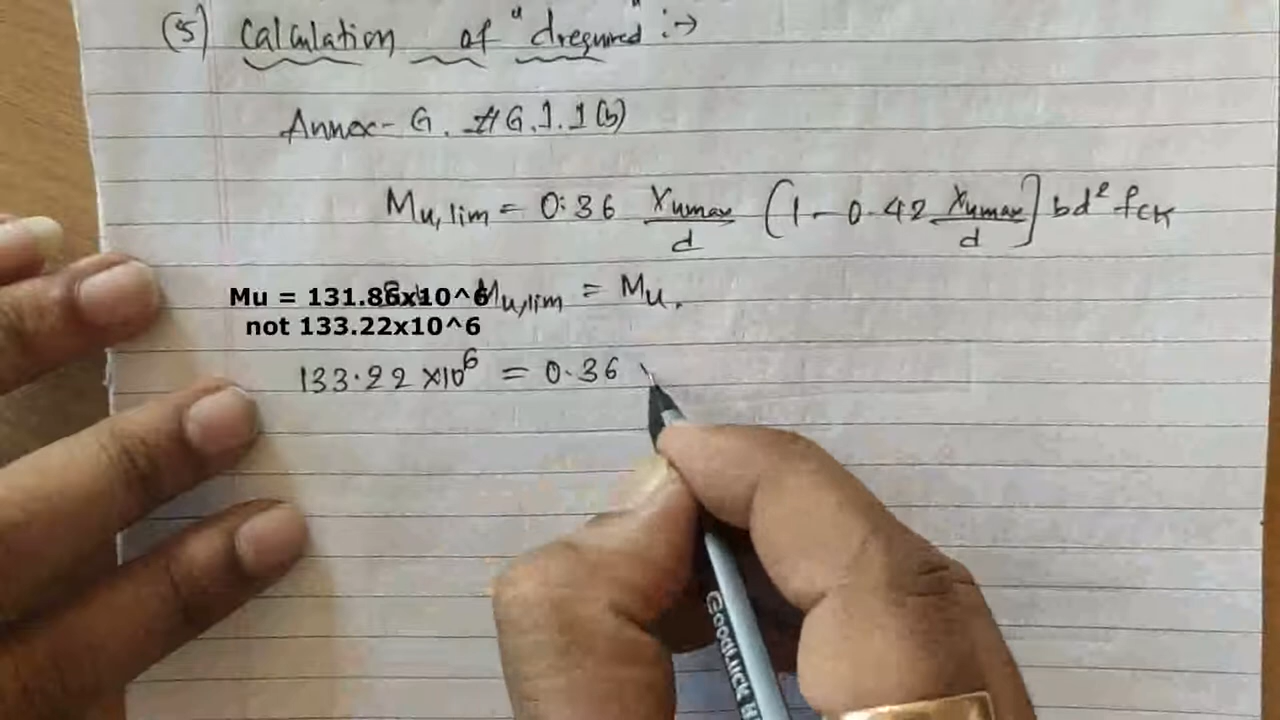 (5) Calculation of "drequired" :→
Annex- G. # G.1.1(b)
Mu,lim = 0.36 xumax/d (1 - 0.42 xumax/d] bd² fck
Mu = 131.86x10^6 Mu,lim = Mu.
not 133.22x10^6
133.22 x10⁶ = 0.36
GOODLUCK